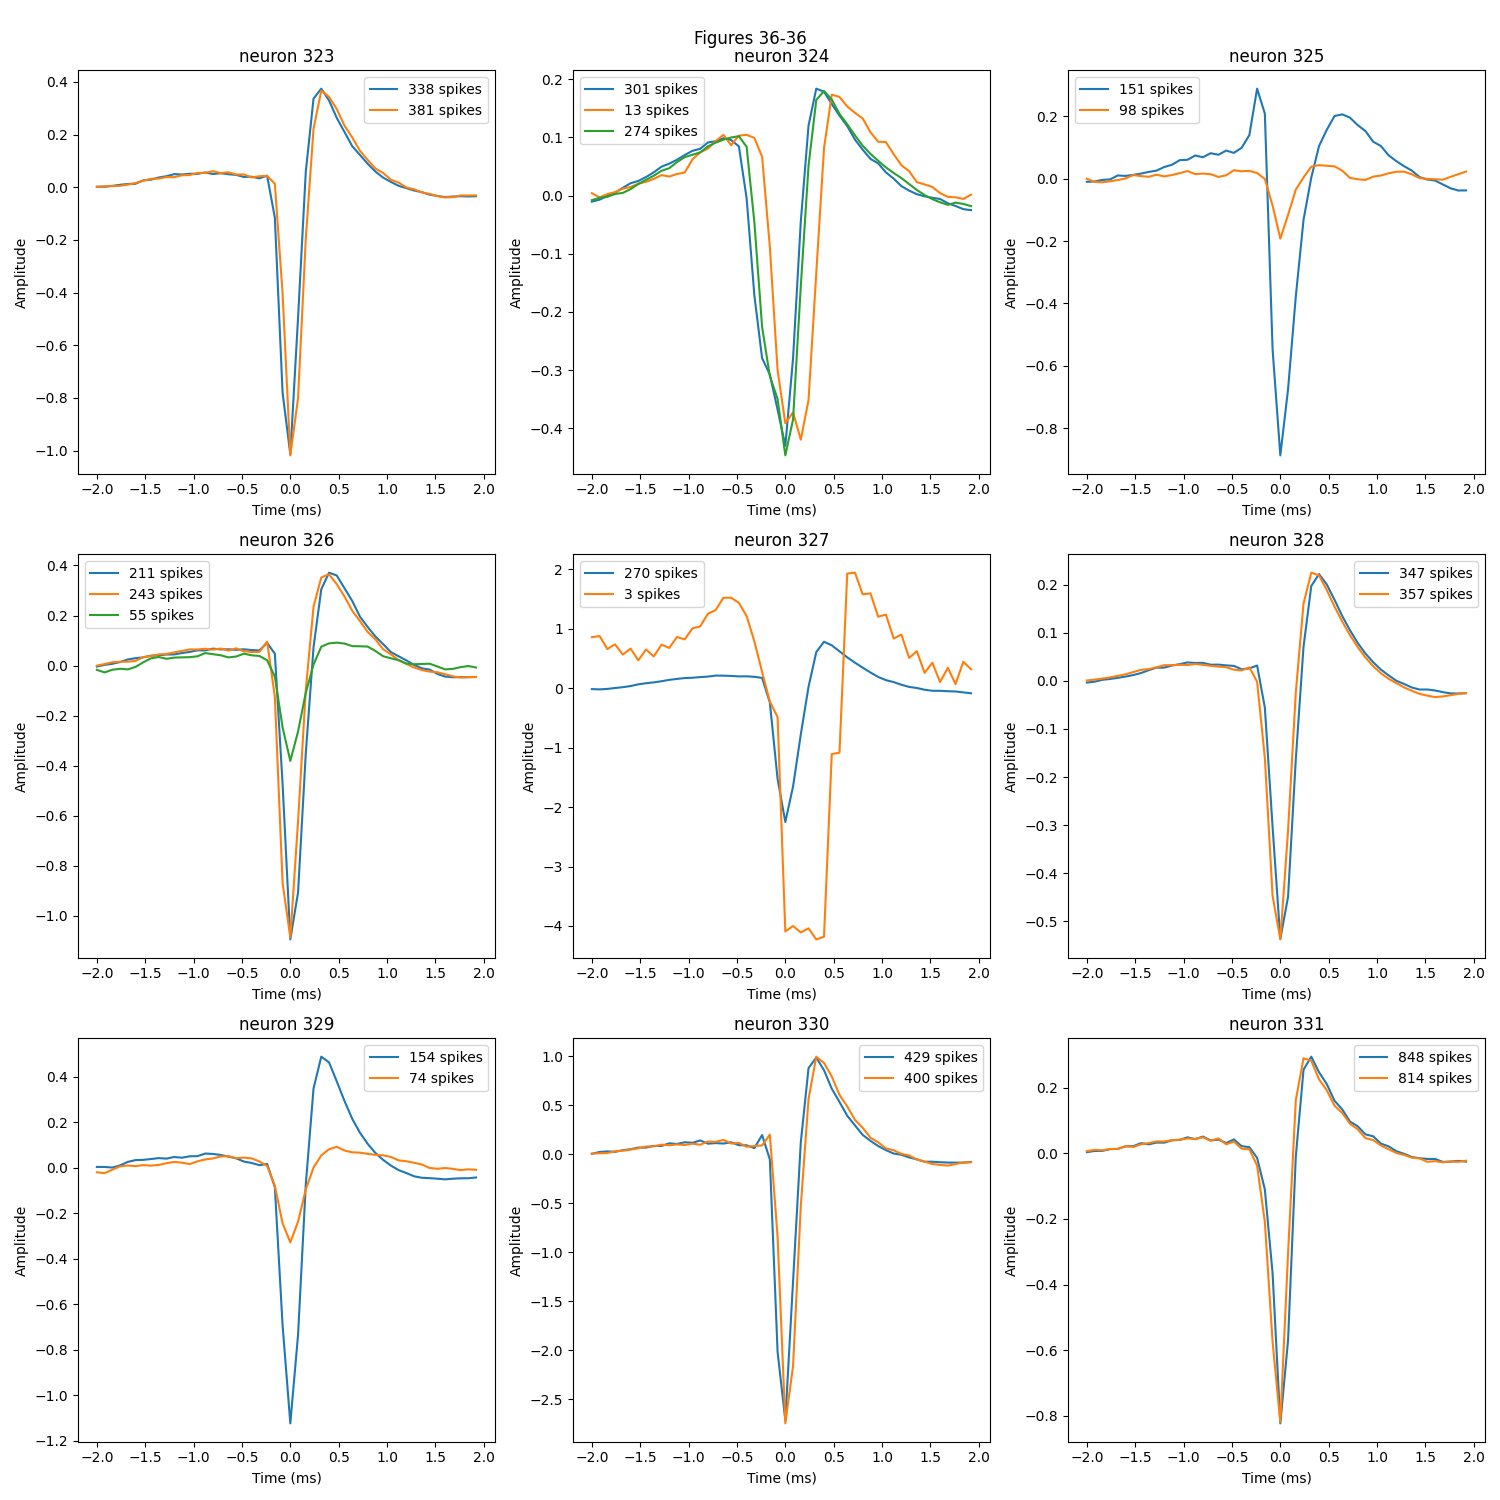 Figures 36-36
neuron 323
338 spikes
381 spikes
0.4
0.2
0.0
−0.2
−0.4
−0.6
−0.8
−1.0
Amplitude
−2.0 −1.5 −1.0 −0.5 0.0 0.5 1.0 1.5 2.0
Time (ms)
neuron 324
301 spikes
13 spikes
274 spikes
0.2
0.1
0.0
−0.1
−0.2
−0.3
−0.4
Amplitude
−2.0 −1.5 −1.0 −0.5 0.0 0.5 1.0 1.5 2.0
Time (ms)
neuron 325
151 spikes
98 spikes
0.2
0.0
−0.2
−0.4
−0.6
−0.8
Amplitude
−2.0 −1.5 −1.0 −0.5 0.0 0.5 1.0 1.5 2.0
Time (ms)
neuron 326
211 spikes
243 spikes
55 spikes
0.4
0.2
0.0
−0.2
−0.4
−0.6
−0.8
−1.0
Amplitude
−2.0 −1.5 −1.0 −0.5 0.0 0.5 1.0 1.5 2.0
Time (ms)
neuron 327
270 spikes
3 spikes
2
1
0
−1
−2
−3
−4
Amplitude
−2.0 −1.5 −1.0 −0.5 0.0 0.5 1.0 1.5 2.0
Time (ms)
neuron 328
347 spikes
357 spikes
0.2
0.1
0.0
−0.1
−0.2
−0.3
−0.4
−0.5
Amplitude
−2.0 −1.5 −1.0 −0.5 0.0 0.5 1.0 1.5 2.0
Time (ms)
neuron 329
154 spikes
74 spikes
0.4
0.2
0.0
−0.2
−0.4
−0.6
−0.8
−1.0
−1.2
Amplitude
−2.0 −1.5 −1.0 −0.5 0.0 0.5 1.0 1.5 2.0
Time (ms)
neuron 330
429 spikes
400 spikes
1.0
0.5
0.0
−0.5
−1.0
−1.5
−2.0
−2.5
Amplitude
−2.0 −1.5 −1.0 −0.5 0.0 0.5 1.0 1.5 2.0
Time (ms)
neuron 331
848 spikes
814 spikes
0.2
0.0
−0.2
−0.4
−0.6
−0.8
Amplitude
−2.0 −1.5 −1.0 −0.5 0.0 0.5 1.0 1.5 2.0
Time (ms)